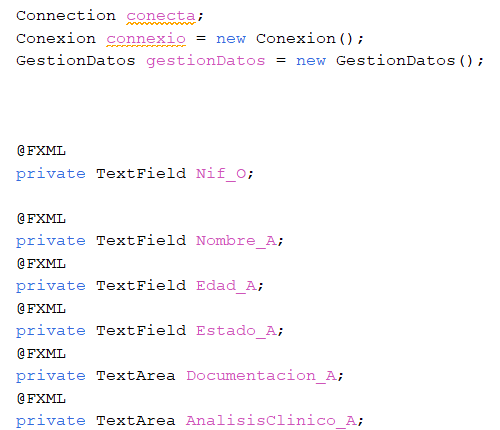 Connection conecta;
Conexion connexio = new Conexion();
GestionDatos gestionDatos = new GestionDatos();
@FXML
private TextField Nif_O;
@FXML
private TextField Nombre_A;
@FXML
private TextField Edad_A;
@FXML
private TextField Estado_A;
@FXML
private TextArea Documentacion_A;
@FXML
private TextArea AnalisisClinico_A;